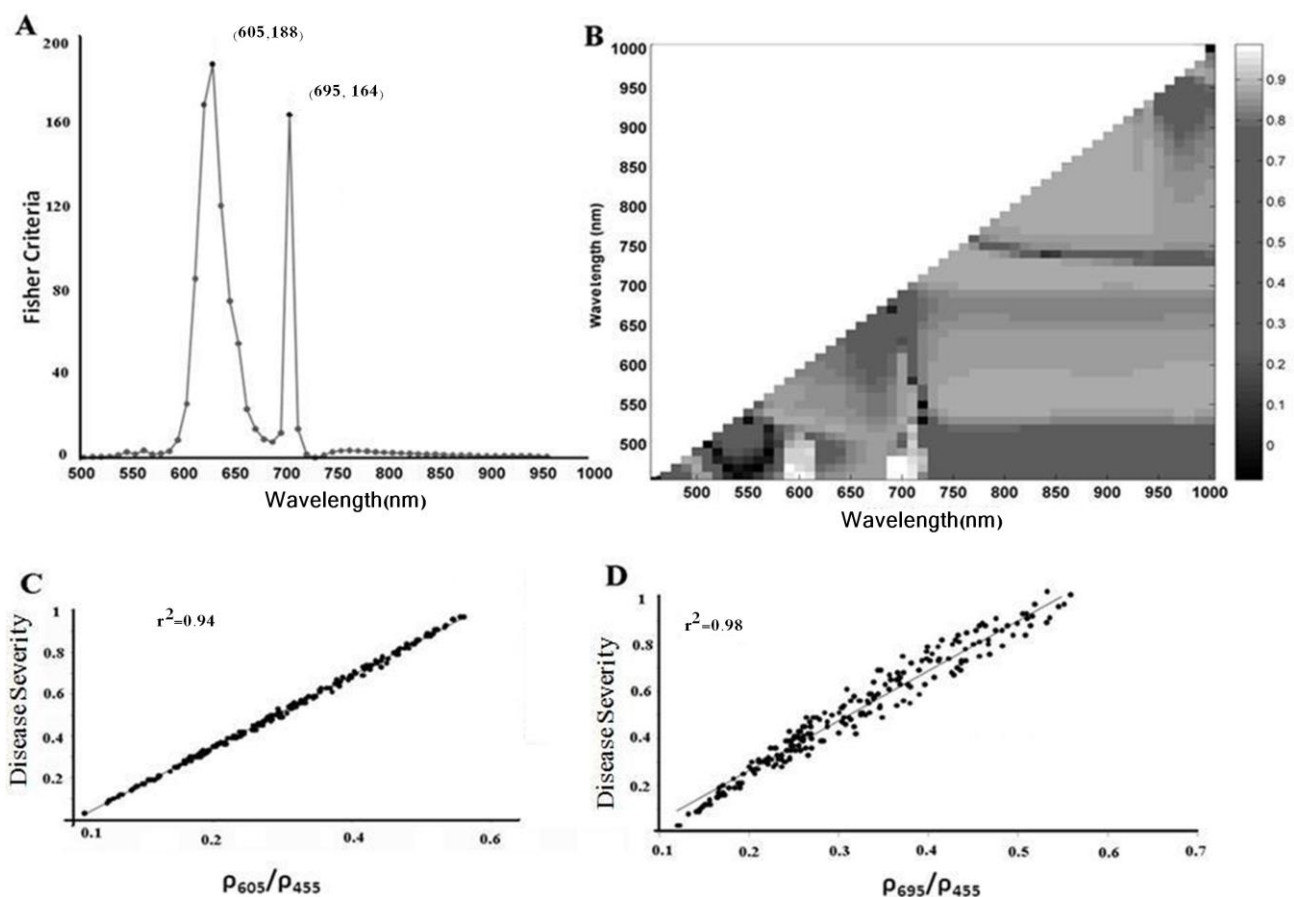 A
(605,188)
(695, 164)
200
160
120
80
40
0
Fisher Criteria
500 550 600 650 700 750 800 850 900 1000
Wavelength(nm)
B
1000
950
900
850
800
750
700
650
600
550
500
Wavelength (nm)
500 550 600 650 700 750 800 850 900 950 1000
Wavelength(nm)
0.9
0.8
0.7
0.6
0.5
0.4
0.3
0.2
0.1
0
C
r²=0.94
1
0.8
0.6
0.4
0.2
Disease Severity
0.1 0.2 0.4 0.6
ρ₆₀₅/ρ₄₅₅
D
r²=0.98
1
0.8
0.6
0.4
0.2
Disease Severity
0.1 0.2 0.3 0.4 0.5 0.6 0.7
ρ₆₉₅/ρ₄₅₅